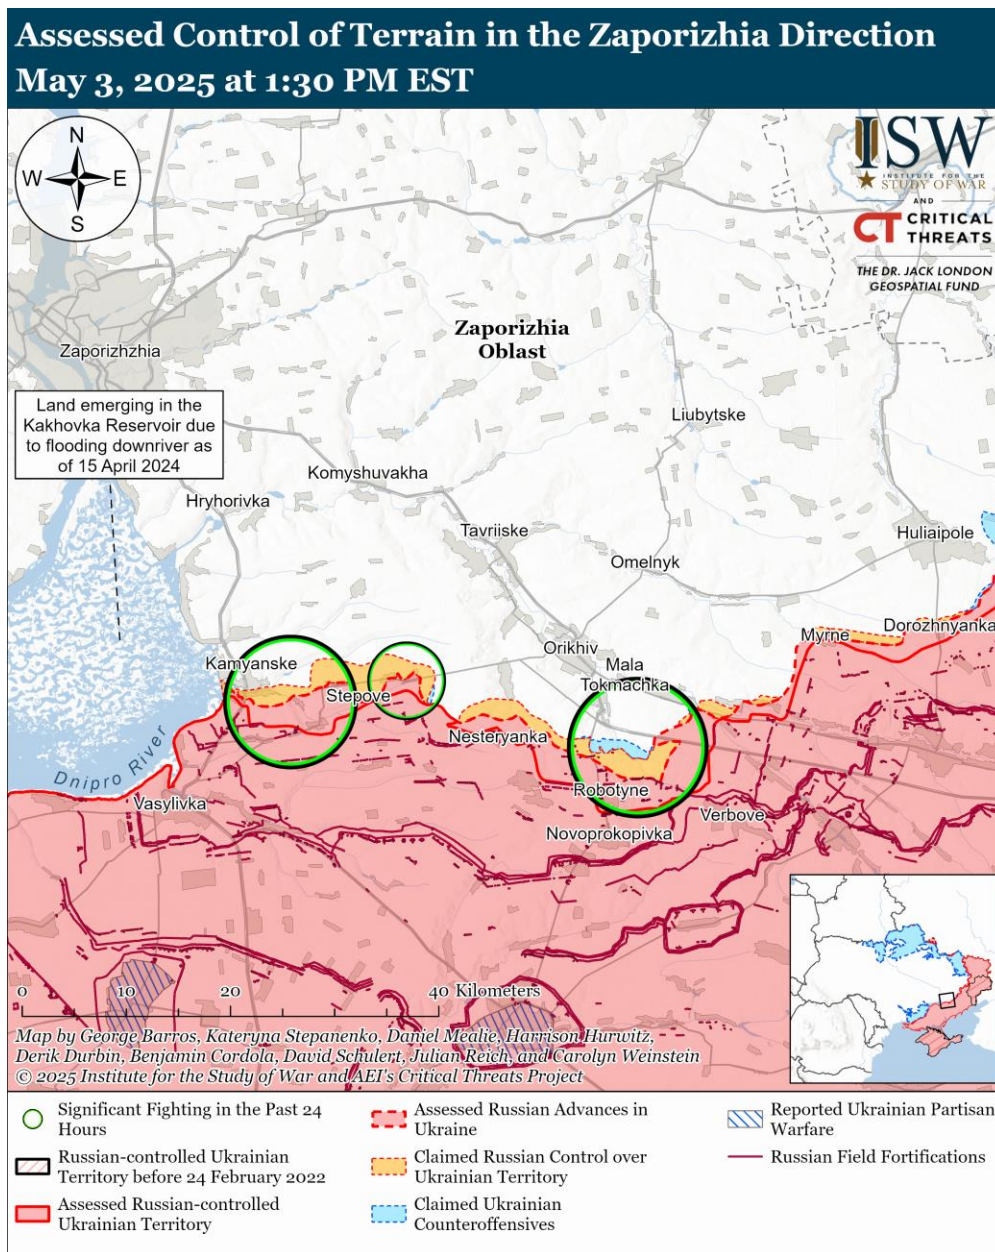 Assessed Control of Terrain in the Zaporizhia Direction
May 3, 2025 at 1:30 PM EST
N
W
E
S
ISW
INSTITUTE FOR THE
STUDY OF WAR
AND
CT CRITICAL
THREATS
THE DR. JACK LONDON
GEOSPATIAL FUND
Zaporizhia
Oblast
Zaporizhzhia
Land emerging in the
Kakhovka Reservoir due
to flooding downriver as
of 15 April 2024
Liubytske
Komyshuvakha
Hryhorivka
Tavriiske
Huliaipole
Omelnyk
Dorozhnyanka
Myrne
Orikhiv
Kamyanske
Mala
Tokmachka
Stepove
Nesteryanka
Dnipro River
Robotyne
Vasylivka
Verbove
Novoprokopivka
0 10 20 40 Kilometers
Map by George Barros, Kateryna Stepanenko, Daniel Mealie, Harrison Hurwitz,
Derik Durbin, Benjamin Cordola, David Schulert, Julian Reich, and Carolyn Weinstein
© 2025 Institute for the Study of War and AEI's Critical Threats Project
Significant Fighting in the Past 24
Hours
Russian-controlled Ukrainian
Territory before 24 February 2022
Assessed Russian-controlled
Ukrainian Territory
Assessed Russian Advances in
Ukraine
Claimed Russian Control over
Ukrainian Territory
Claimed Ukrainian
Counteroffensives
Reported Ukrainian Partisan
Warfare
Russian Field Fortifications